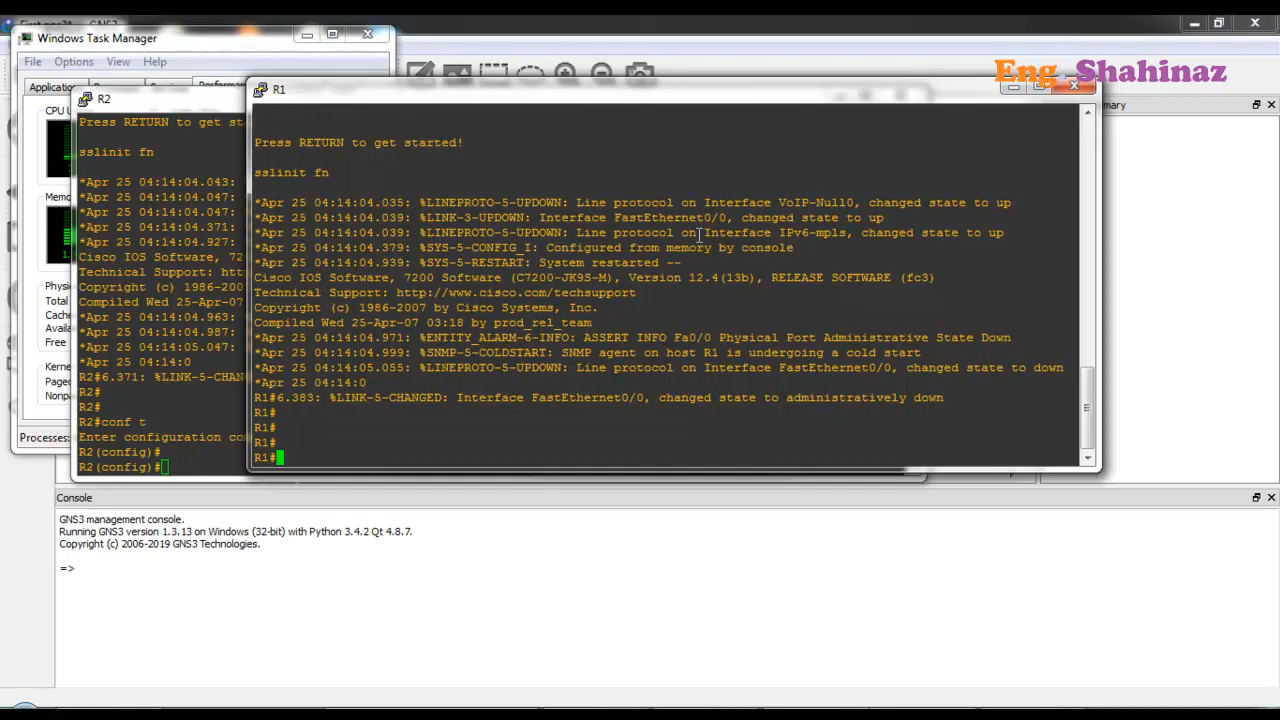 First.gns3* - GNS3
Windows Task Manager
File Options View Help
Eng. Shahinaz
R2
Press RETURN to get sta
sslinit fn
*Apr 25 04:14:04.043:
*Apr 25 04:14:04.047:
*Apr 25 04:14:04.047:
*Apr 25 04:14:04.371:
*Apr 25 04:14:04.927:
Cisco IOS Software, 7
Technical Support: htt
Copyright (c) 1986-200
Compiled Wed 25-Apr-07
*Apr 25 04:14:04.963:
*Apr 25 04:14:04.987:
*Apr 25 04:14:05.047:
*Apr 25 04:14:0
R2#6.371: %LINK-5-CHAN
R2#
R2#
R2#conf t
Enter configuration com
R2(config)#
R2(config)#
R1
Press RETURN to get started!
sslinit fn
*Apr 25 04:14:04.035: %LINEPROTO-5-UPDOWN: Line protocol on Interface VoIP-Null0, changed state to up
*Apr 25 04:14:04.039: %LINK-3-UPDOWN: Interface FastEthernet0/0, changed state to up
*Apr 25 04:14:04.039: %LINEPROTO-5-UPDOWN: Line protocol on Interface IPv6-mpls, changed state to up
*Apr 25 04:14:04.379: %SYS-5-CONFIG_I: Configured from memory by console
*Apr 25 04:14:04.939: %SYS-5-RESTART: System restarted --
Cisco IOS Software, 7200 Software (C7200-JK9S-M), Version 12.4(13b), RELEASE SOFTWARE (fc3)
Technical Support: http://www.cisco.com/techsupport
Copyright (c) 1986-2007 by Cisco Systems, Inc.
Compiled Wed 25-Apr-07 03:18 by prod_rel_team
*Apr 25 04:14:04.971: %ENTITY_ALARM-6-INFO: ASSERT INFO Fa0/0 Physical Port Administrative State Down
*Apr 25 04:14:04.999: %SNMP-5-COLDSTART: SNMP agent on host R1 is undergoing a cold start
*Apr 25 04:14:05.055: %LINEPROTO-5-UPDOWN: Line protocol on Interface FastEthernet0/0, changed state to down
*Apr 25 04:14:0
R1#6.383: %LINK-5-CHANGED: Interface FastEthernet0/0, changed state to administratively down
R1#
R1#
R1#
R1#
Application
CPU U
Memo
Physic
Total
Cache
Free
Kerne
Paged
Nonpa
Processes:
mary
Console
GNS3 management console.
Running GNS3 version 1.3.13 on Windows (32-bit) with Python 3.4.2 Qt 4.8.7.
Copyright (c) 2006-2019 GNS3 Technologies.
=>